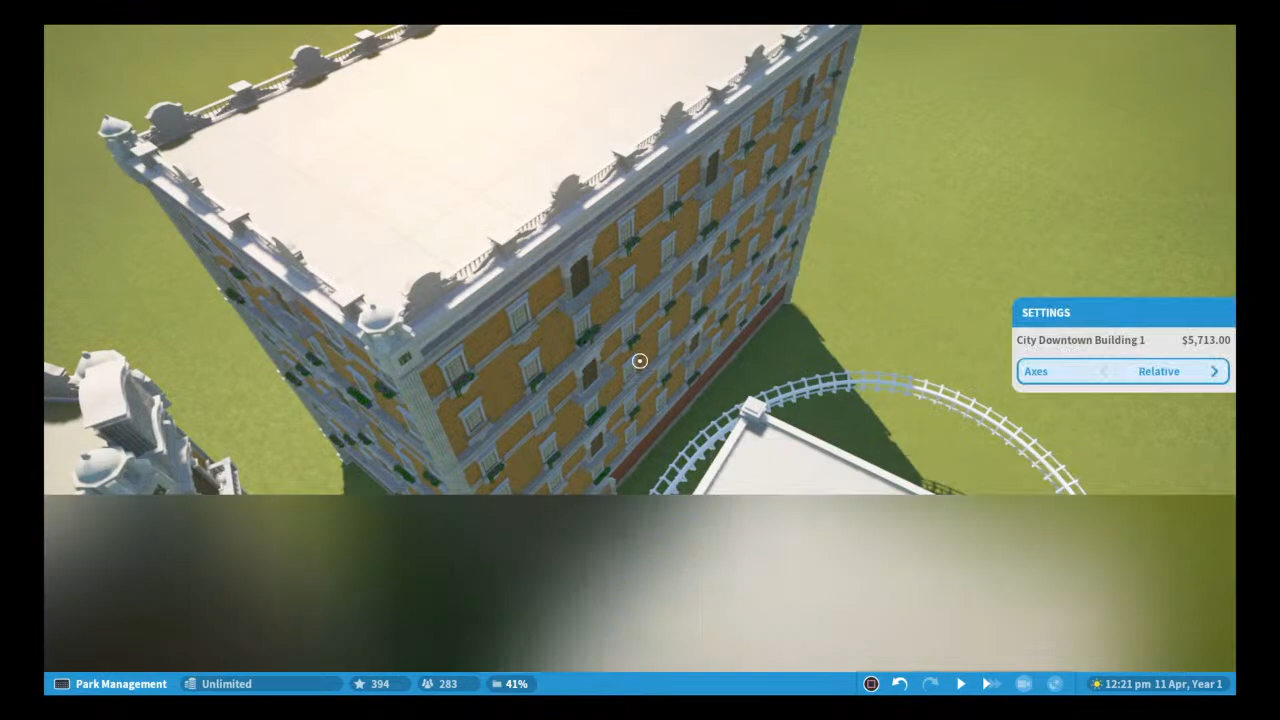 SETTINGS
City Downtown Building 1 $5,713.00
Axes Relative
Park Management Unlimited 394 283 41% 12:21 pm 11 Apr, Year 1